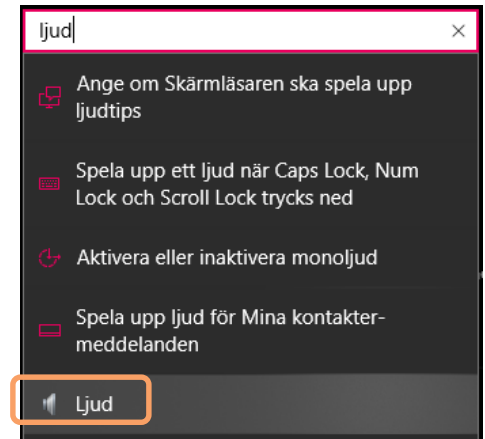 ljud
Ange om Skärmläsaren ska spela upp
ljudtips
Spela upp ett ljud när Caps Lock, Num
Lock och Scroll Lock trycks ned
Aktivera eller inaktivera monoljud
Spela upp ljud för Mina kontakter-
meddelanden
Ljud